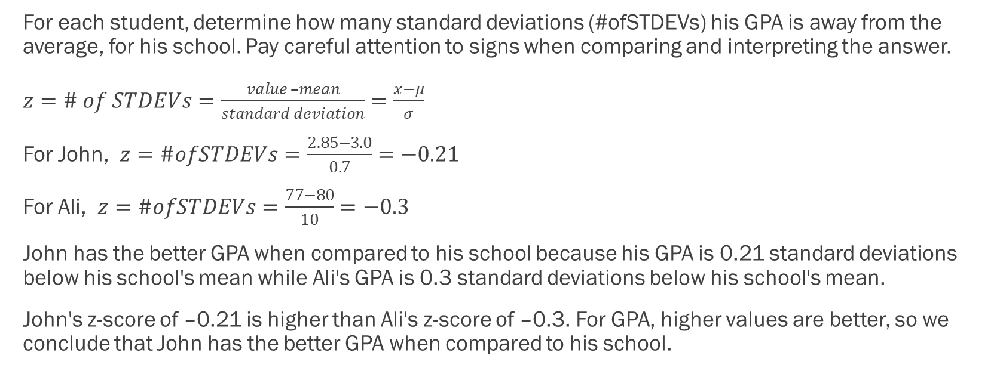 For each student, determine how many standard deviations (#ofSTDEVs) his GPA is away from the
average, for his school. Pay careful attention to signs when comparing and interpreting the answer.
z = # of STDEVs = value –mean / standard deviation = x−μ / σ
For John, z = #ofSTDEVs = 2.85−3.0 / 0.7 = −0.21
For Ali, z = #ofSTDEVs = 77−80 / 10 = −0.3
John has the better GPA when compared to his school because his GPA is 0.21 standard deviations
below his school's mean while Ali's GPA is 0.3 standard deviations below his school's mean.
John's z-score of –0.21 is higher than Ali's z-score of –0.3. For GPA, higher values are better, so we
conclude that John has the better GPA when compared to his school.